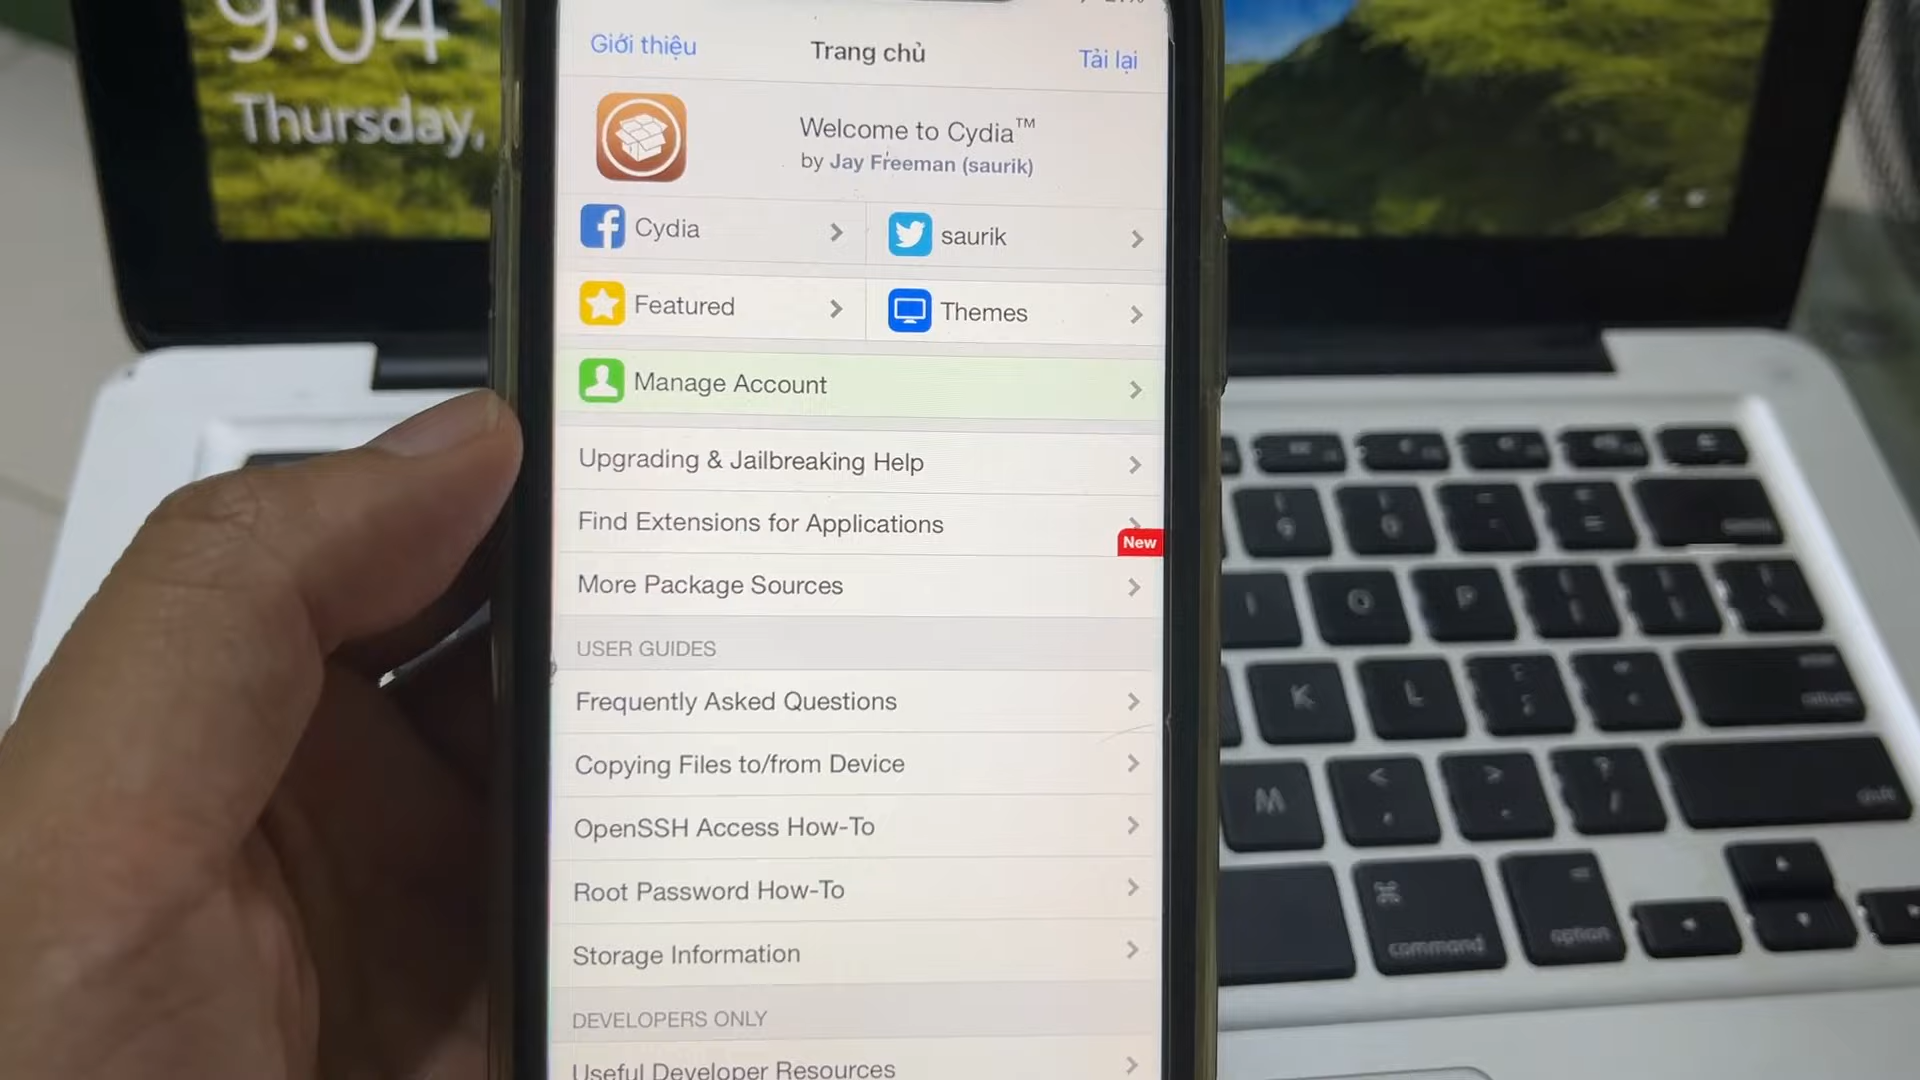 9:04
Thursday,
Giới thiệu
Trang chủ
Tải lại
Welcome to Cydia™
by Jay Freeman (saurik)
Cydia
saurik
Featured
Themes
Manage Account
Upgrading & Jailbreaking Help
Find Extensions for Applications
New
More Package Sources
USER GUIDES
Frequently Asked Questions
Copying Files to/from Device
OpenSSH Access How-To
Root Password How-To
Storage Information
DEVELOPERS ONLY
Useful Developer Resources
O
P
K
L
M
< ,
> .
? /
shift
⌘
command
option